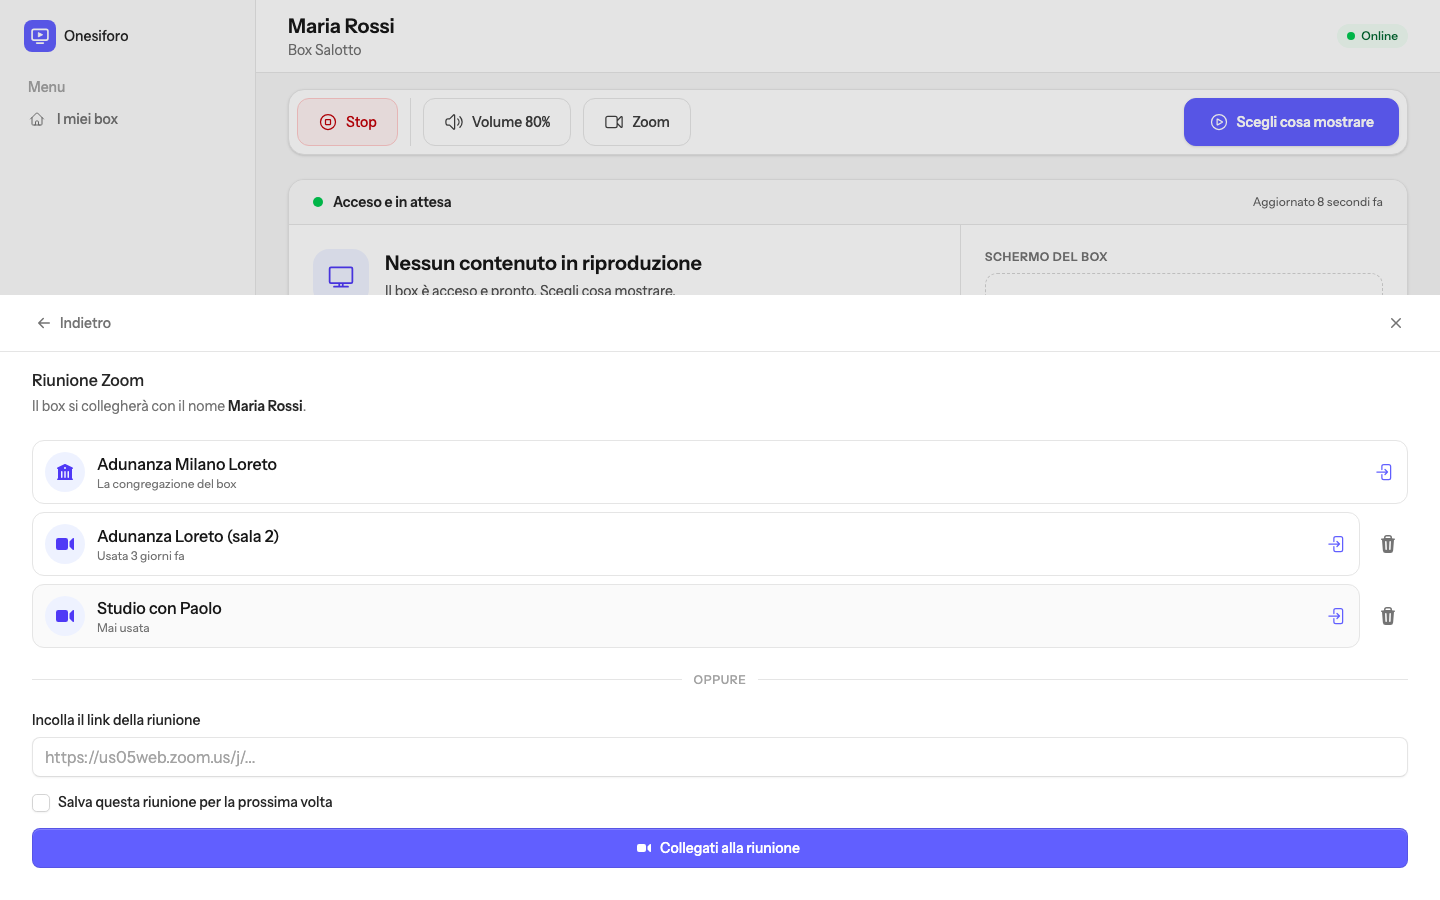 Onesiforo
Menu
I miei box
Maria Rossi
Box Salotto
Online
Stop
Volume 80%
Zoom
Scegli cosa mostrare
Acceso e in attesa
Aggiornato 8 secondi fa
Nessun contenuto in riproduzione
Il box è acceso e pronto. Scegli cosa mostrare.
SCHERMO DEL BOX
Indietro
Riunione Zoom
Il box si collegherà con il nome Maria Rossi.
Adunanza Milano Loreto
La congregazione del box
Adunanza Loreto (sala 2)
Usata 3 giorni fa
Studio con Paolo
Mai usata
OPPURE
Incolla il link della riunione
https://us05web.zoom.us/j/...
Salva questa riunione per la prossima volta
Collegati alla riunione